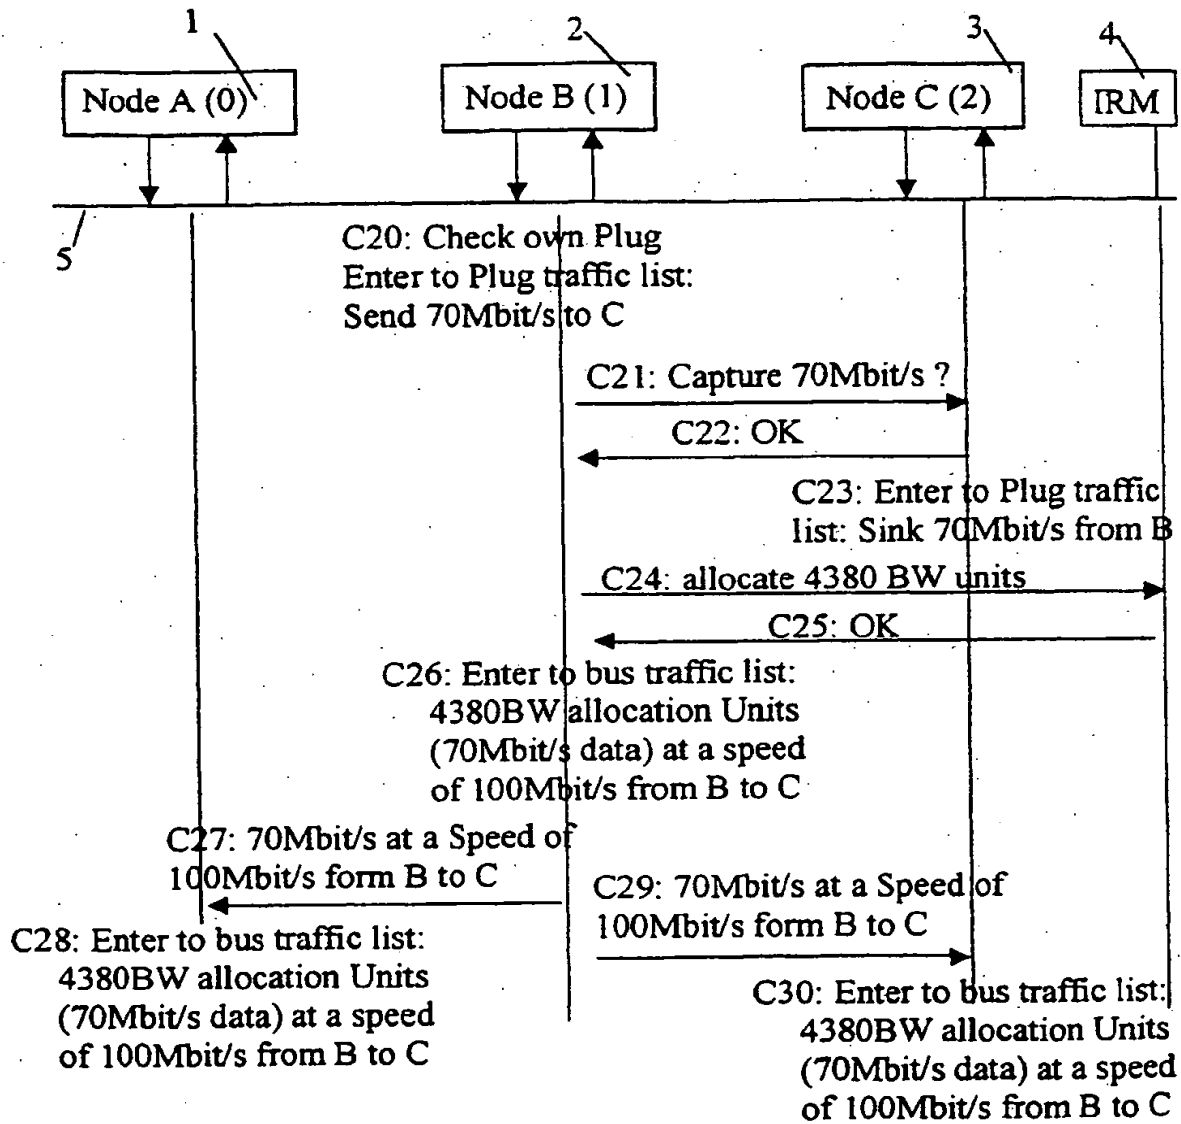 1
2
3
4
Node A (0)
Node B (1)
Node C (2)
IRM
5
C20: Check own Plug
Enter to Plug traffic list:
Send 70Mbit/s to C
C21: Capture 70Mbit/s ?
C22: OK
C23: Enter to Plug traffic
list: Sink 70Mbit/s from B
C24: allocate 4380 BW units
C25: OK
C26: Enter to bus traffic list:
4380BW allocation Units
(70Mbit/s data) at a speed
of 100Mbit/s from B to C
C27: 70Mbit/s at a Speed of
100Mbit/s form B to C
C29: 70Mbit/s at a Speed of
100Mbit/s form B to C
C28: Enter to bus traffic list:
4380BW allocation Units
(70Mbit/s data) at a speed
of 100Mbit/s from B to C
C30: Enter to bus traffic list:
4380BW allocation Units
(70Mbit/s data) at a speed
of 100Mbit/s from B to C